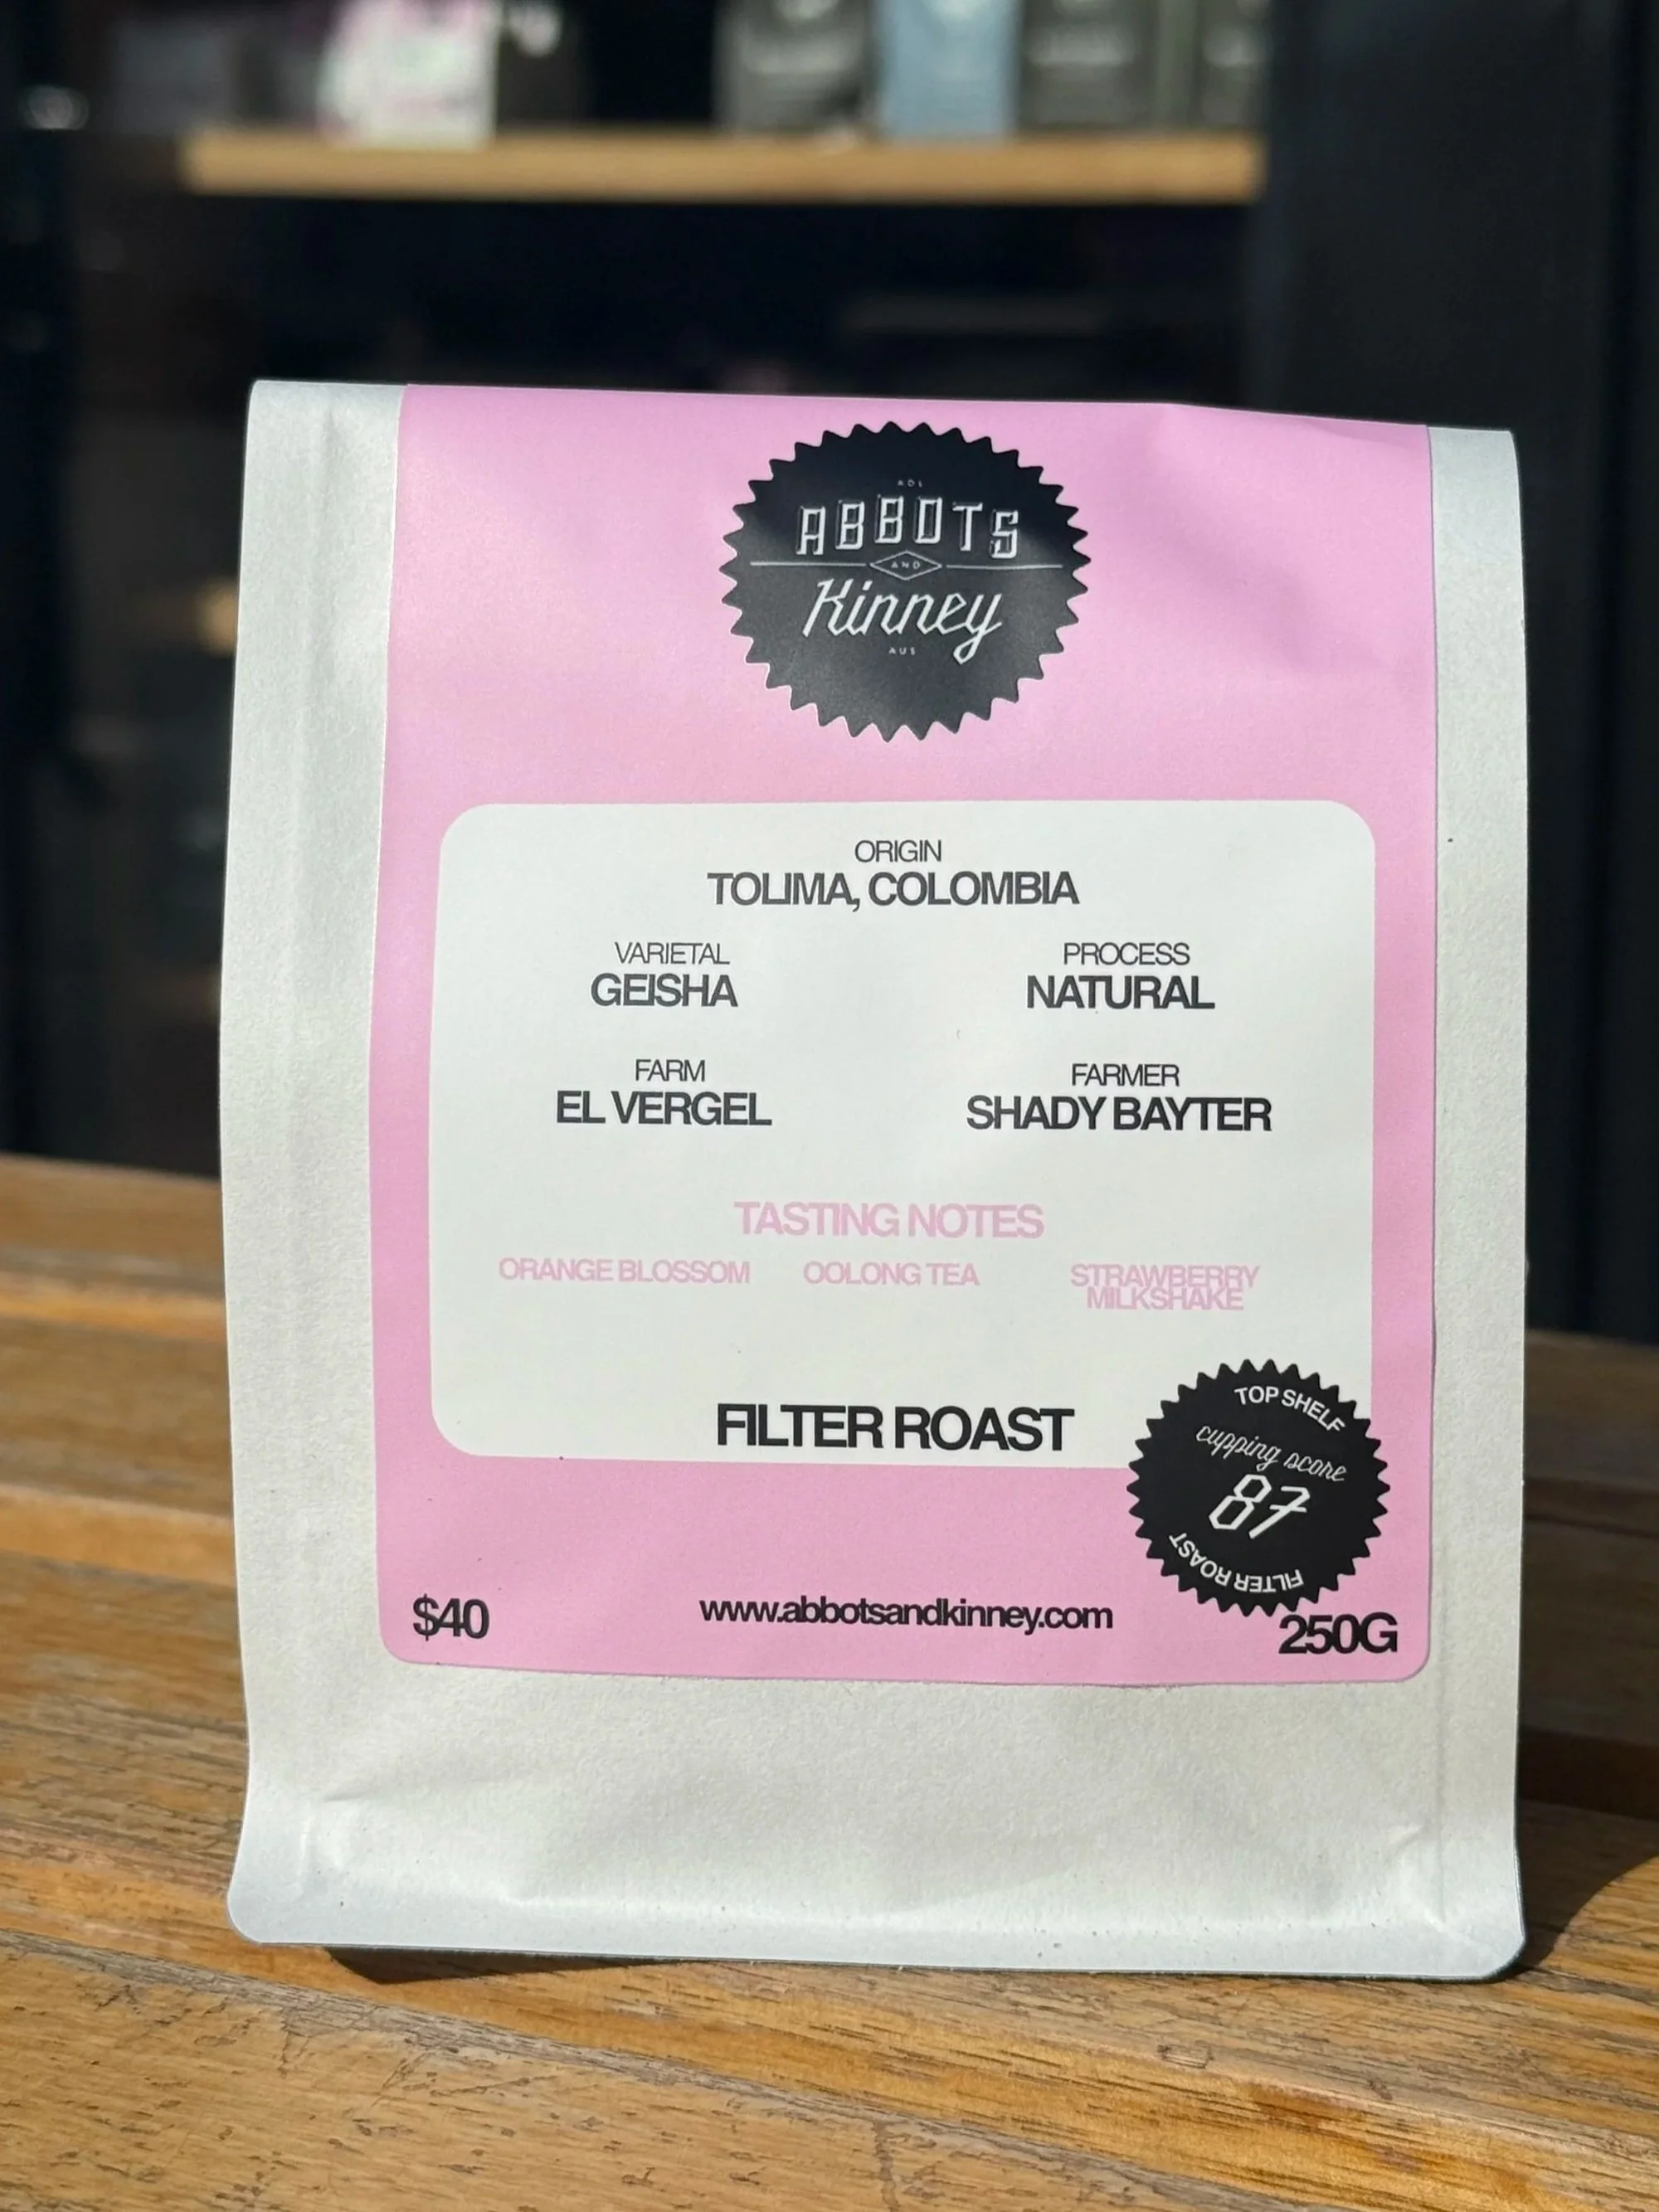 ADL
ABBOTS
AND
Kinney
AUS
ORIGIN
TOLIMA, COLOMBIA
VARIETAL
GEISHA
PROCESS
NATURAL
FARM
EL VERGEL
FARMER
SHADY BAYTER
TASTING NOTES
ORANGE BLOSSOM
OOLONG TEA
STRAWBERRY
MILKSHAKE
FILTER ROAST
TOP SHELF
cupping score
87
FILTER ROAST
$40
www.abbotsandkinney.com
250G